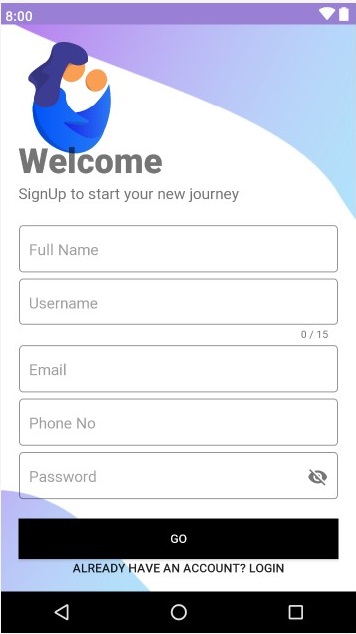 8:00
Welcome
SignUp to start your new journey
Full Name
Username
0 / 15
Email
Phone No
Password
GO
ALREADY HAVE AN ACCOUNT? LOGIN